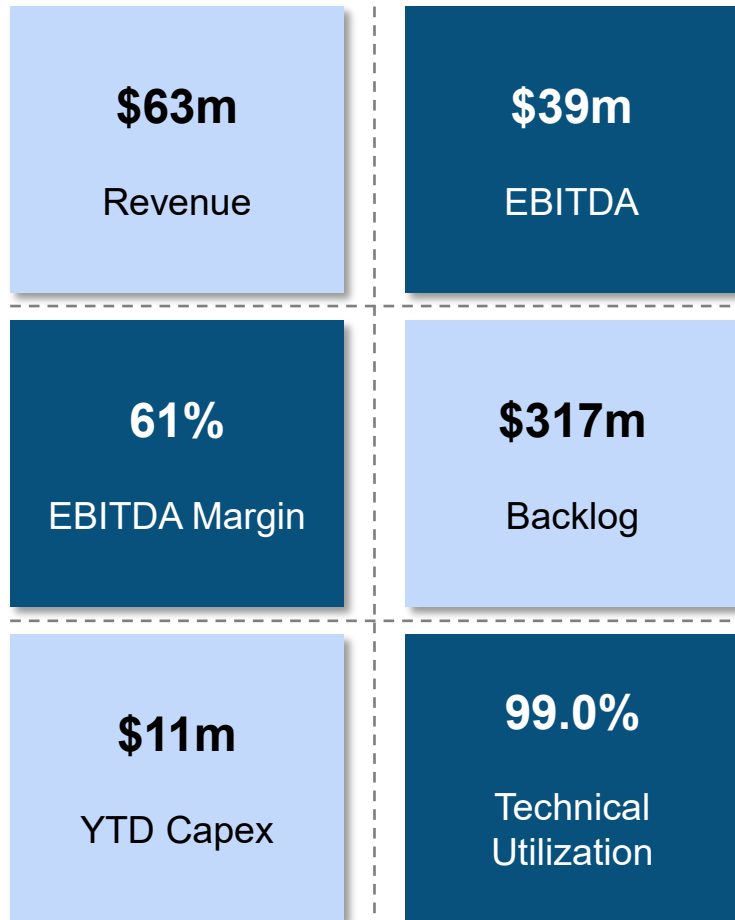 $63m
Revenue
$39m
EBITDA
61%
EBITDA Margin
$317m
Backlog
$11m
YTD Capex
99.0%
Technical
Utilization